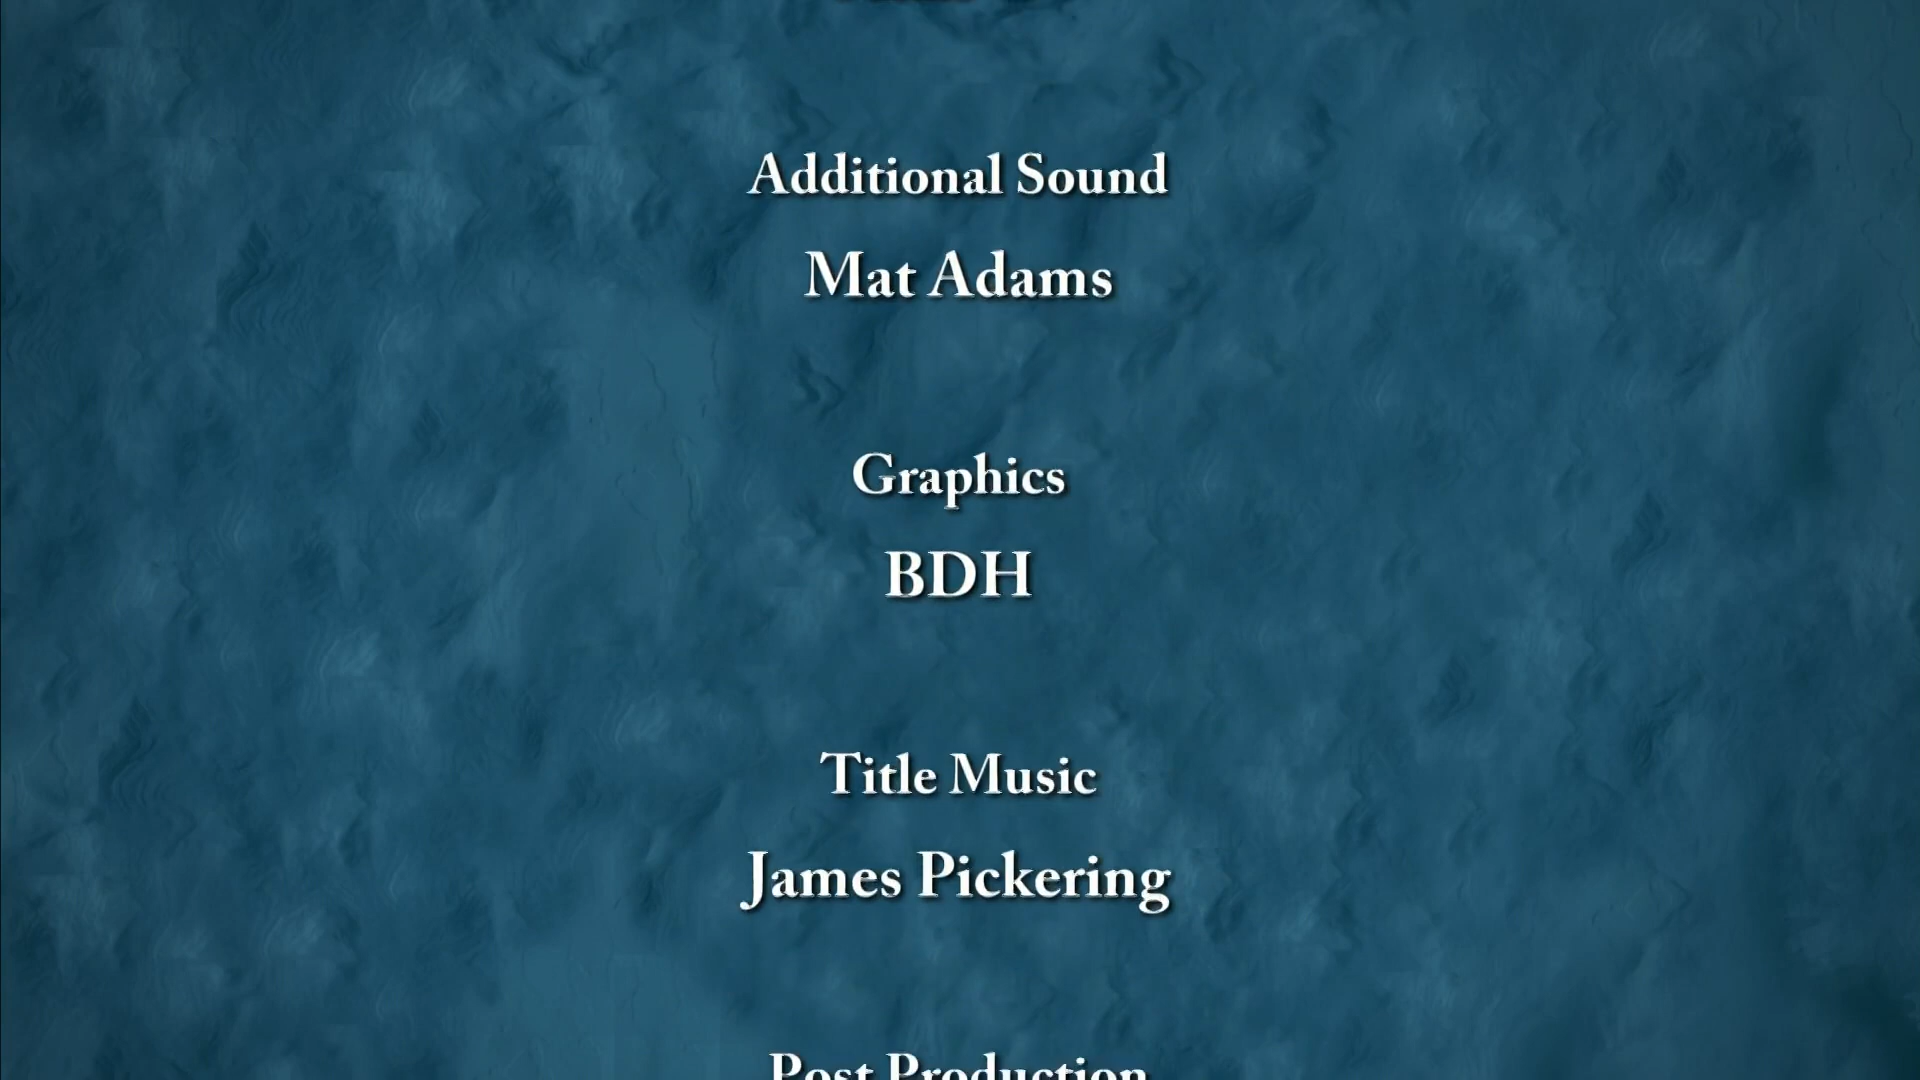 Additional Sound
Mat Adams
Graphics
BDH
Title Music
James Pickering
Post Production